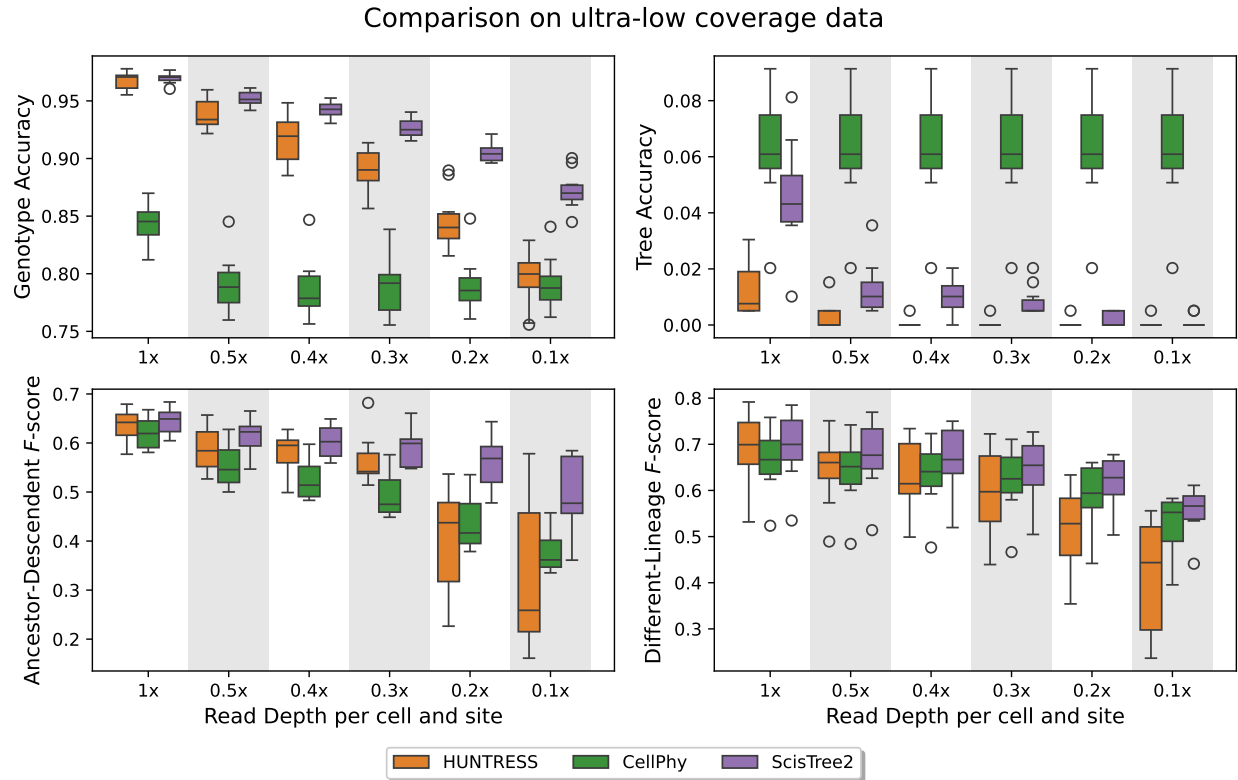 Comparison on ultra-low coverage data
Genotype Accuracy
0.95
0.90
0.85
0.80
0.75
1x 0.5x 0.4x 0.3x 0.2x 0.1x
Tree Accuracy
0.08
0.06
0.04
0.02
0.00
1x 0.5x 0.4x 0.3x 0.2x 0.1x
Ancestor-Descendent F-score
0.7
0.6
0.5
0.4
0.3
0.2
1x 0.5x 0.4x 0.3x 0.2x 0.1x
Read Depth per cell and site
Different-Lineage F-score
0.8
0.7
0.6
0.5
0.4
0.3
1x 0.5x 0.4x 0.3x 0.2x 0.1x
Read Depth per cell and site
HUNTRESS CellPhy ScisTree2